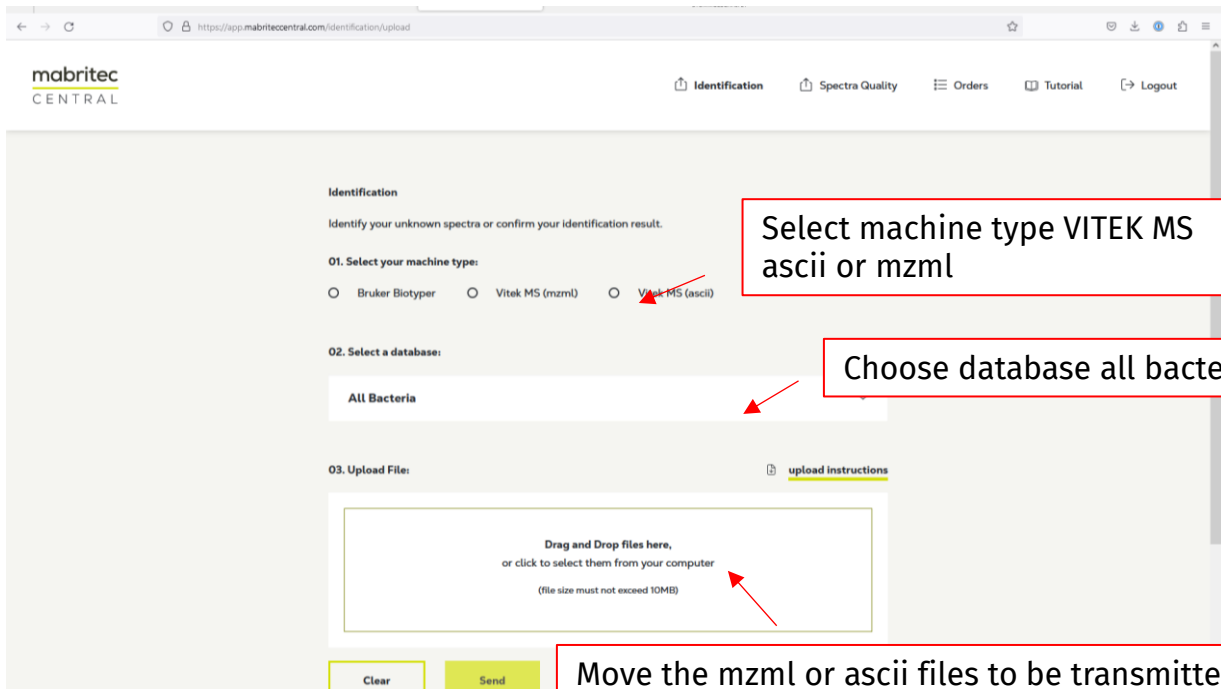 https://app.mabriteccentral.com/identification/upload
mabritec
CENTRAL
Identification
Spectra Quality
Orders
Tutorial
Logout
Identification
Identify your unknown spectra or confirm your identification result.
Select machine type VITEK MS
ascii or mzml
01. Select your machine type:
Bruker Biotyper
Vitek MS (mzml)
Vitek MS (ascii)
02. Select a database:
Choose database all bacte
All Bacteria
03. Upload File:
upload instructions
Drag and Drop files here,
or click to select them from your computer
(file size must not exceed 10MB)
Move the mzml or ascii files to be transmitte
Clear
Send